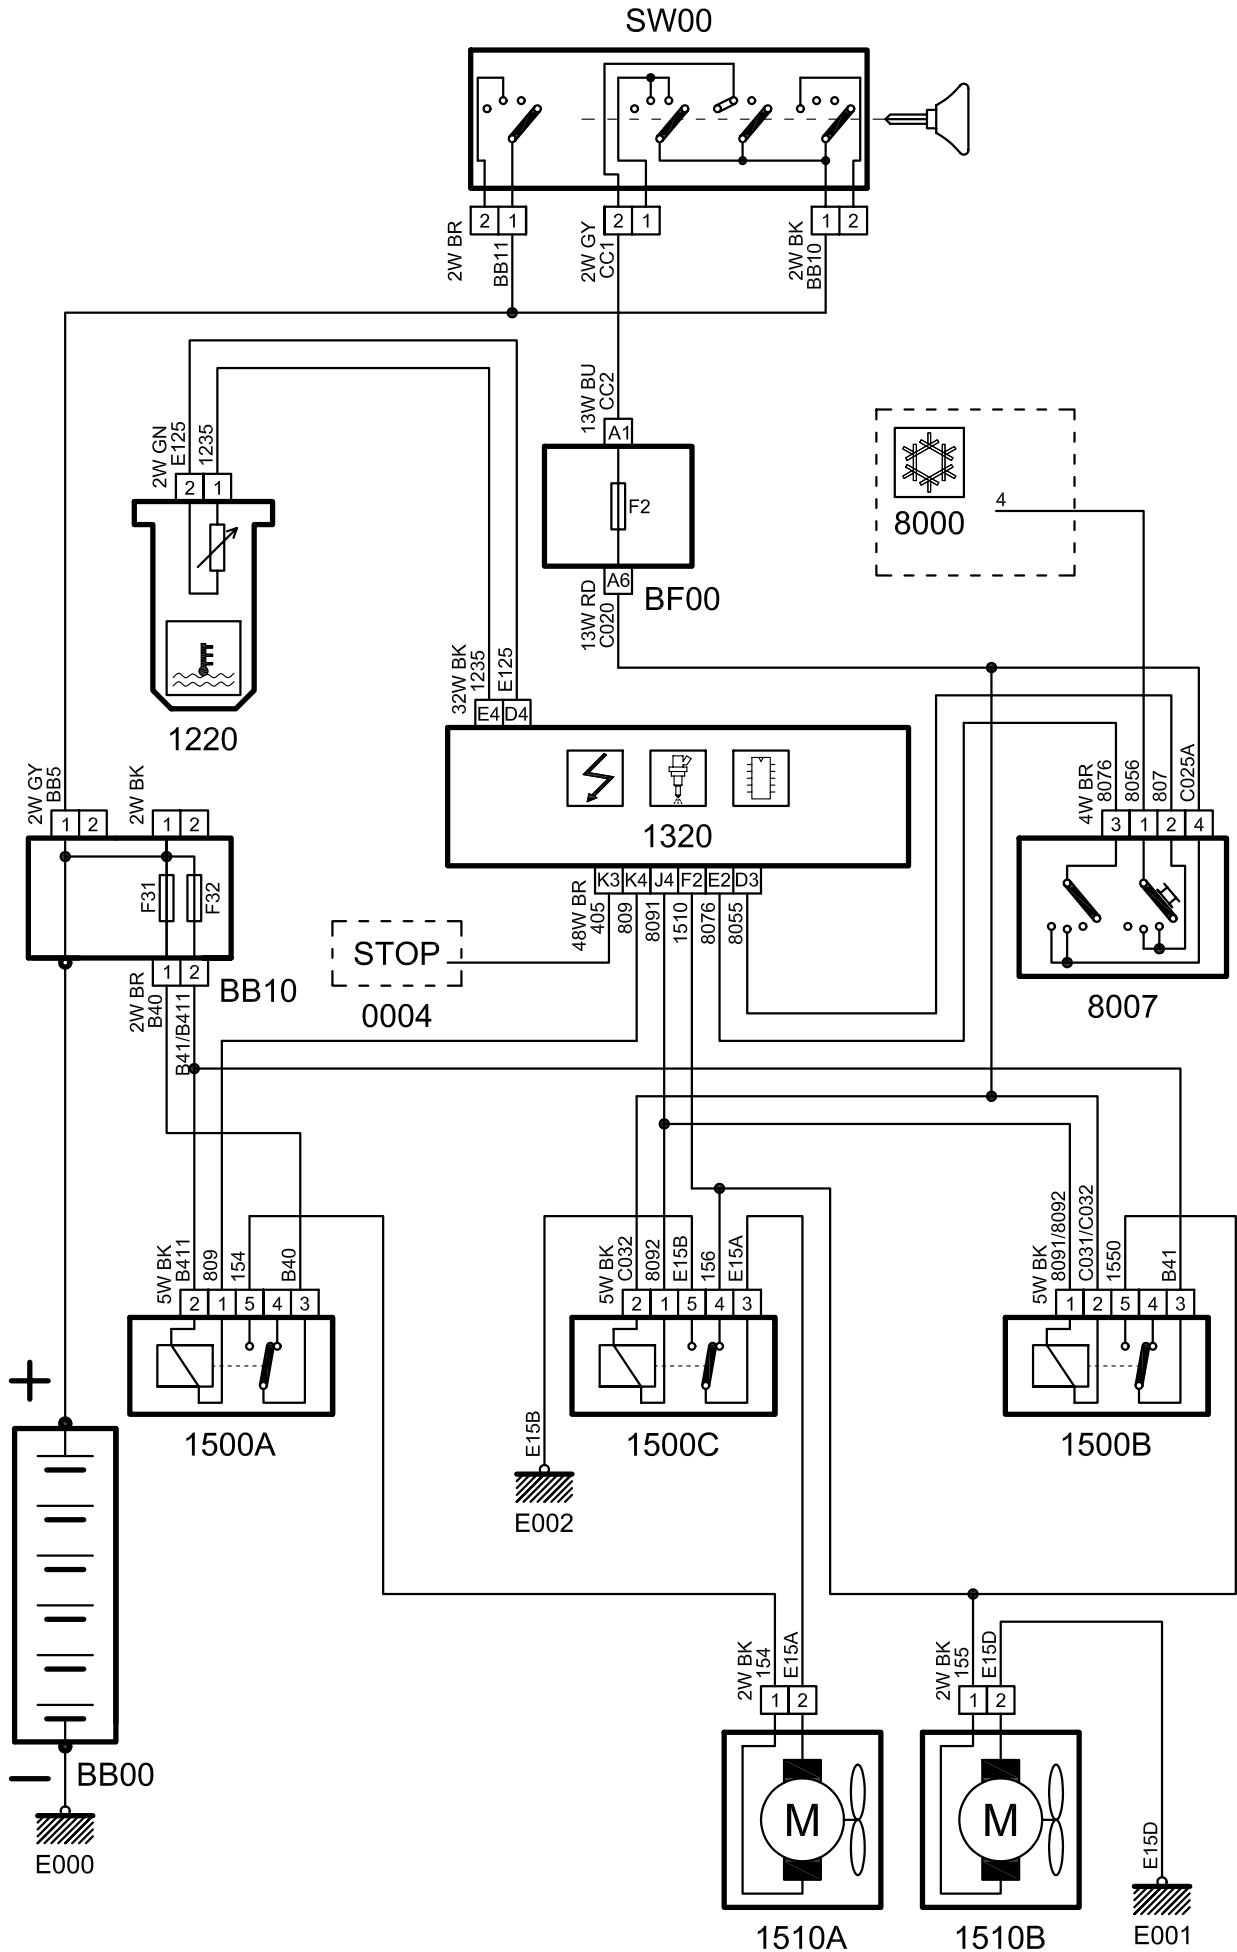 SW00
2 1
2 1
1 2
2W BR
BB11
2W GY
CC1
2W BK
BB10
13W BU
CC2
A1
F2
A6
BF00
13W RD
C020
8000
4
2W GN
E125
1235
2 1
1220
32W BK
1235
E125
E4 D4
1320
K3 K4 J4 F2 E2 D3
48W BR
405
809
8091
1510
8076
8055
4W BR
8076
8056
807
C025A
3 1 2 4
8007
2W GY
BB5
2W BK
1 2
1 2
F31
F32
1 2
BB10
2W BR
B40
B41/B411
STOP
0004
5W BK
B411
809
154
B40
2 1 5 4 3
1500A
5W BK
C032
8092
E15B
156
E15A
2 1 5 4 3
1500C
5W BK
8091/8092
C031/C032
1550
B41
1 2 5 4 3
1500B
E15B
E002
+
−
BB00
E000
2W BK
154
E15A
1 2
M
1510A
2W BK
155
E15D
1 2
M
1510B
E15D
E001